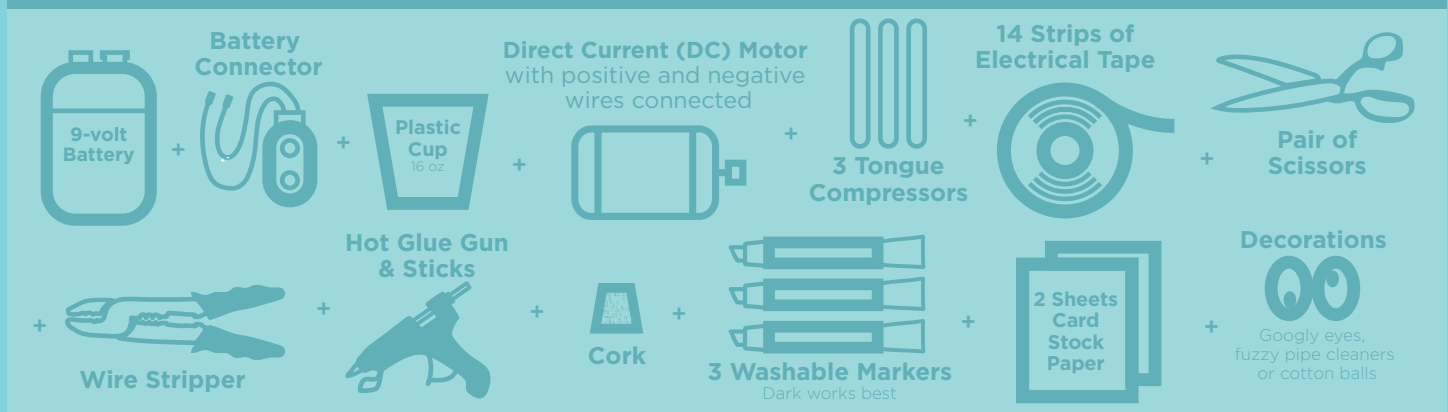 9-volt
Battery
+
Battery
Connector
+
Plastic
Cup
16 oz
+
Direct Current (DC) Motor
with positive and negative
wires connected
+
3 Tongue
Compressors
+
14 Strips of
Electrical Tape
+
Pair of
Scissors
+
Wire Stripper
+
Hot Glue Gun
& Sticks
+
Cork
+
3 Washable Markers
Dark works best
+
2 Sheets
Card
Stock
Paper
+
Decorations
Googly eyes,
fuzzy pipe cleaners
or cotton balls